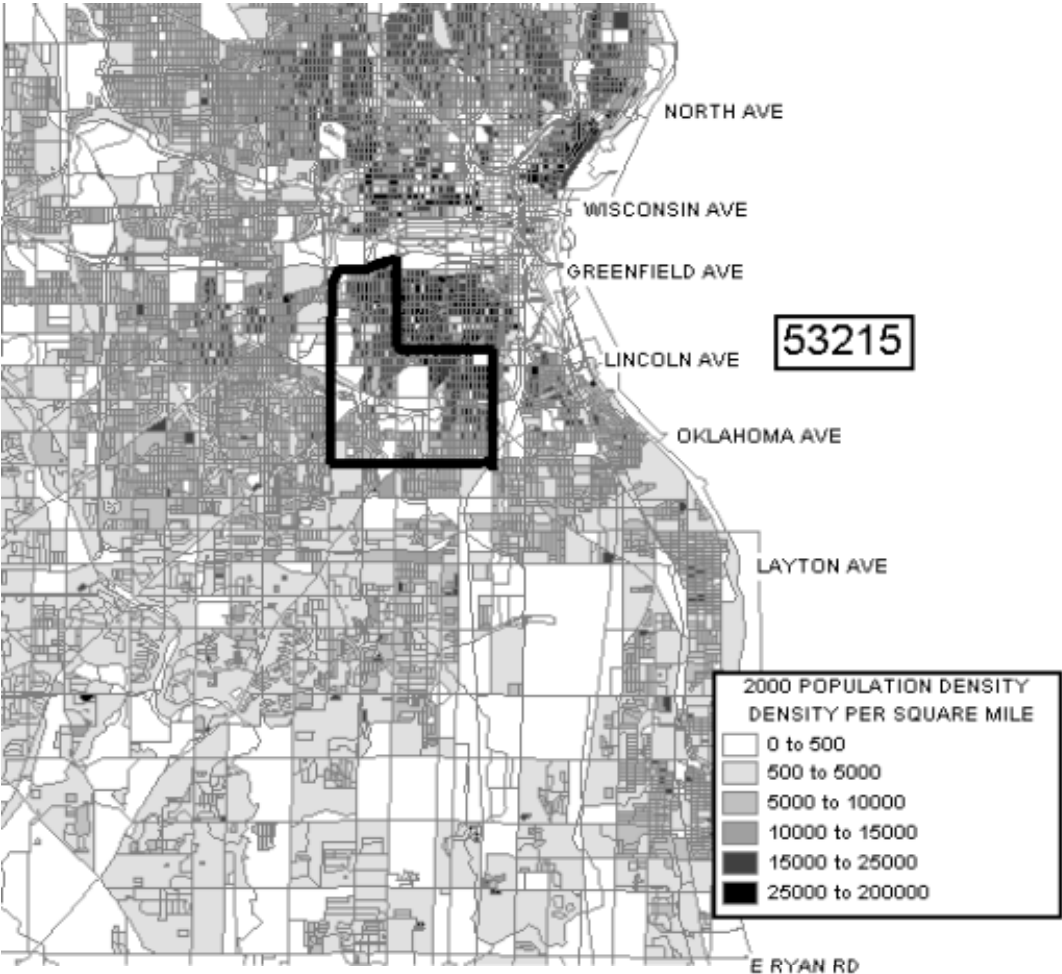 NORTH AVE
WISCONSIN AVE
GREENFIELD AVE
53215
LINCOLN AVE
OKLAHOMA AVE
LAYTON AVE
2000 POPULATION DENSITY
DENSITY PER SQUARE MILE
0 to 500
500 to 5000
5000 to 10000
10000 to 15000
15000 to 25000
25000 to 200000
E RYAN RD